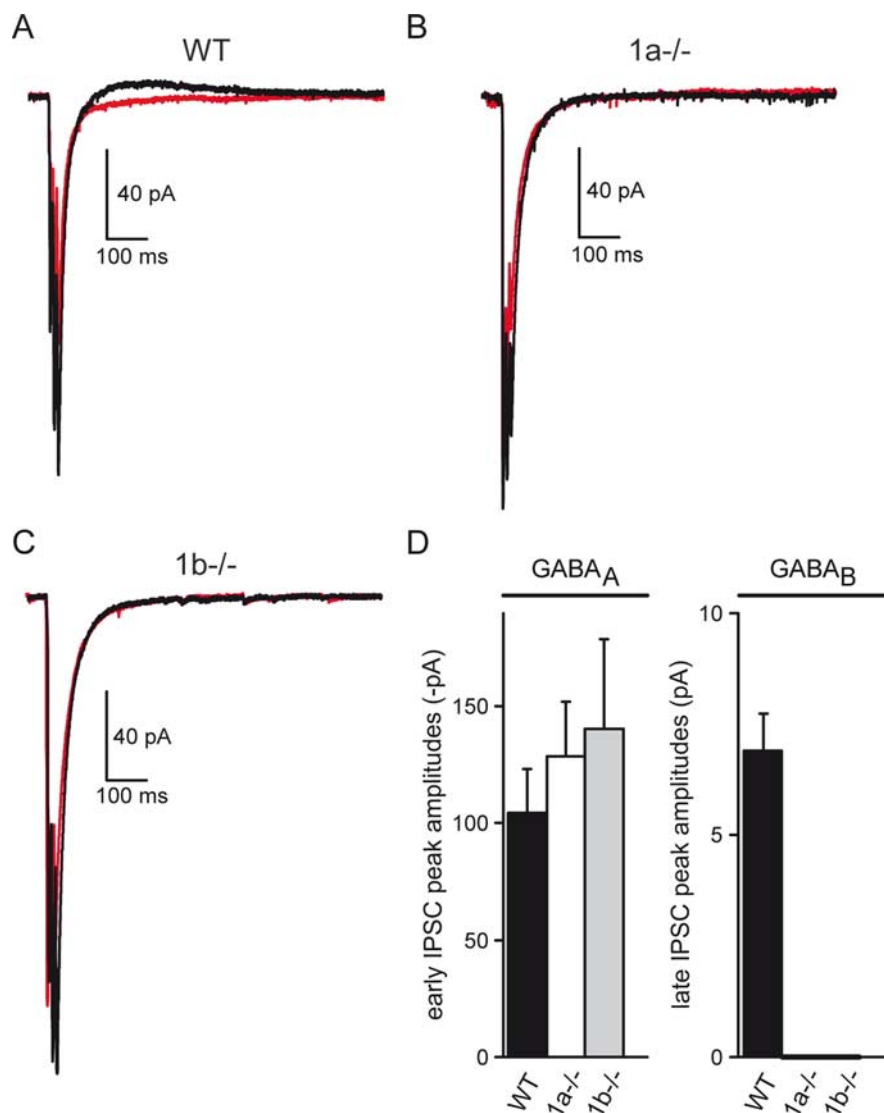 A
WT
40 pA
100 ms
B
1a-/-
40 pA
100 ms
C
1b-/-
40 pA
100 ms
D
GABAA
early IPSC peak amplitudes (-pA)
150
100
50
0
WT
1a-/-
1b-/-
GABAB
late IPSC peak amplitudes (pA)
10
5
0
WT
1a-/-
1b-/-